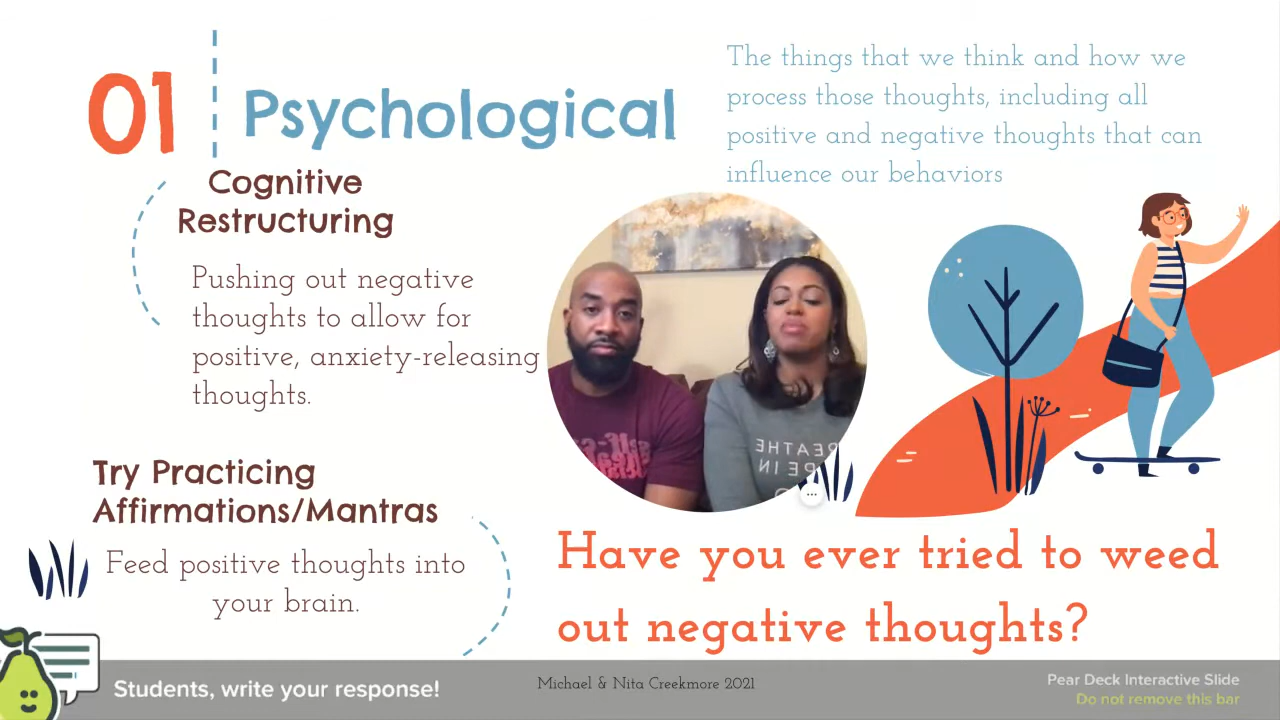 01
Psychological
The things that we think and how we
process those thoughts, including all
positive and negative thoughts that can
influence our behaviors
Cognitive
Restructuring
Pushing out negative
thoughts to allow for
positive, anxiety-releasing
thoughts.
BREATHE
IN
Try Practicing
Affirmations/Mantras
Feed positive thoughts into
your brain.
Have you ever tried to weed
out negative thoughts?
Students, write your response!
Michael & Nita Creekmore 2021
Pear Deck Interactive Slide
Do not remove this bar